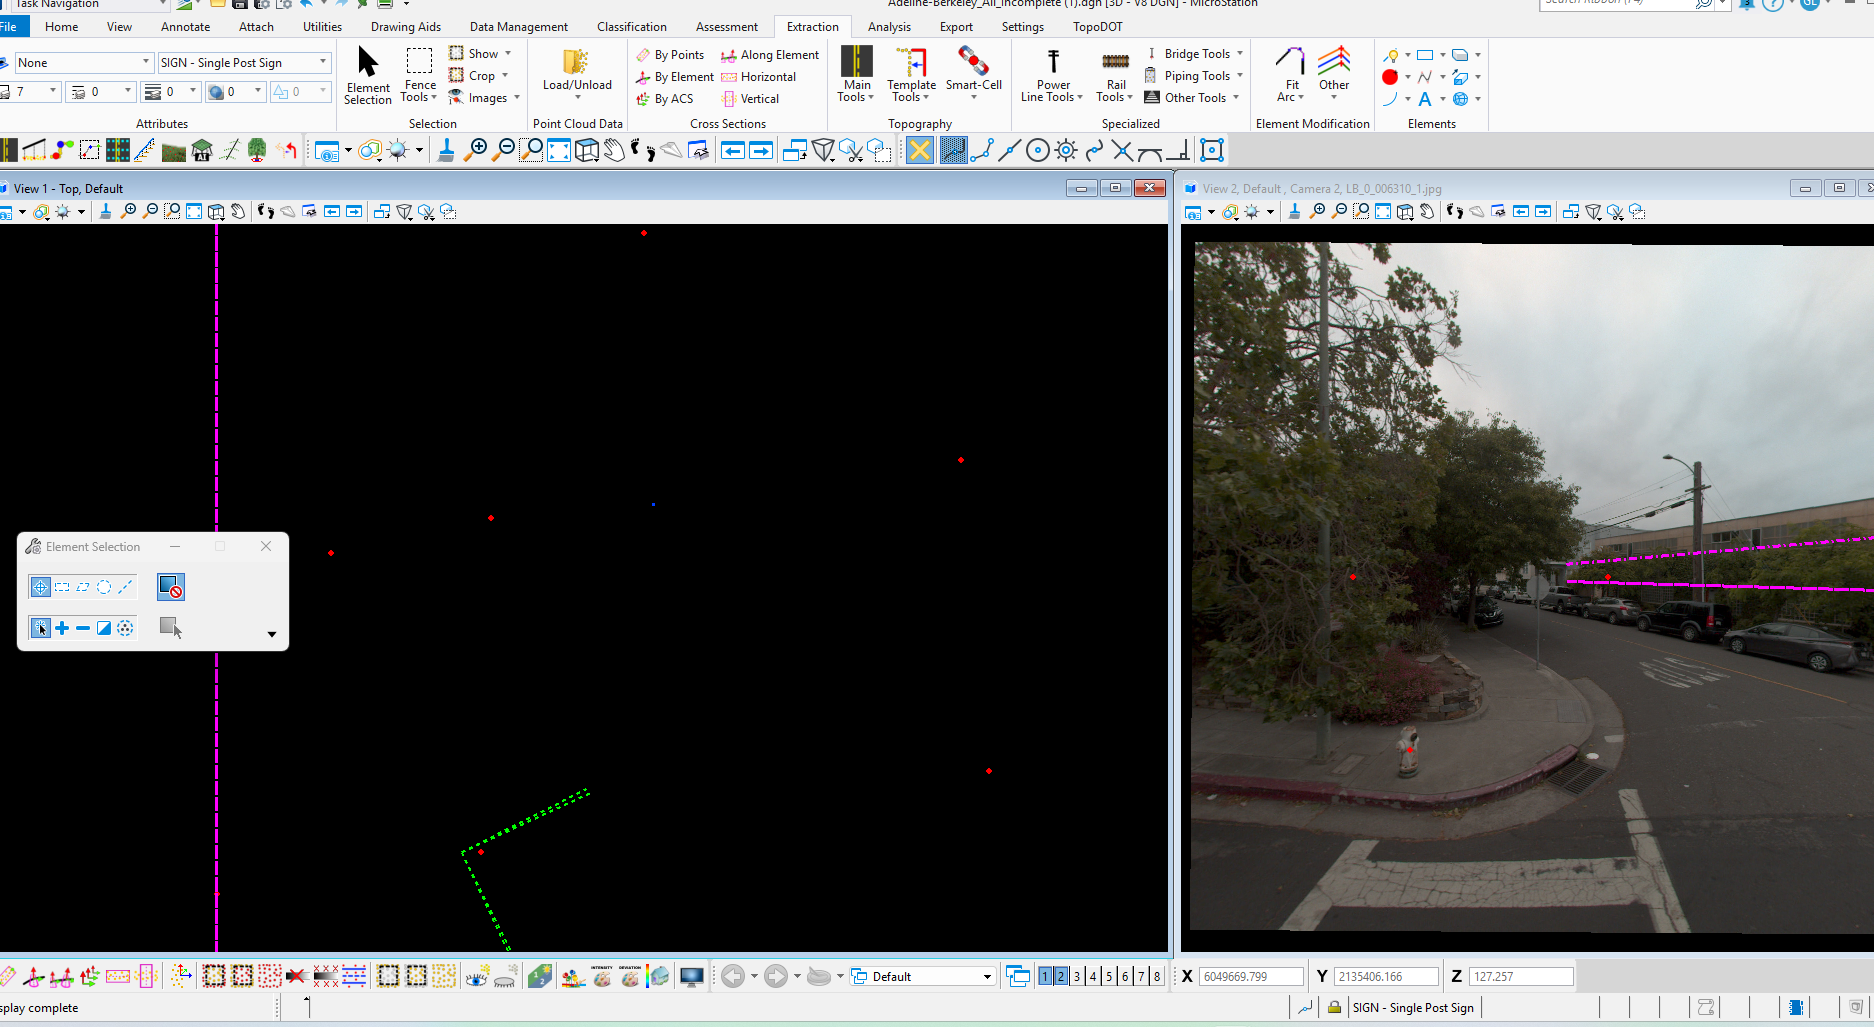 Task Navigation
Adeline-Berkeley_All_Incomplete (1).dgn [3D - V8 DGN] - MicroStation
Search Ribbon (F4)
File Home View Annotate Attach Utilities Drawing Aids Data Management Classification Assessment Extraction Analysis Export Settings TopoDOT
None SIGN - Single Post Sign
7 0 0 0 0
Attributes
Element Selection
Fence Tools
Show
Crop
Images
Selection
Load/Unload
Point Cloud Data
By Points Along Element
By Element Horizontal
By ACS Vertical
Cross Sections
Main Tools
Template Tools
Smart-Cell
Topography
Power Line Tools
Rail Tools
Bridge Tools
Piping Tools
Other Tools
Specialized
Fit Arc
Other
Element Modification
Elements
View 1 - Top, Default
View 2, Default , Camera 2, LB_0_006310_1.jpg
Element Selection
Default
1 2 3 4 5 6 7 8
X 6049669.799 Y 2135406.166 Z 127.257
splay complete
SIGN - Single Post Sign